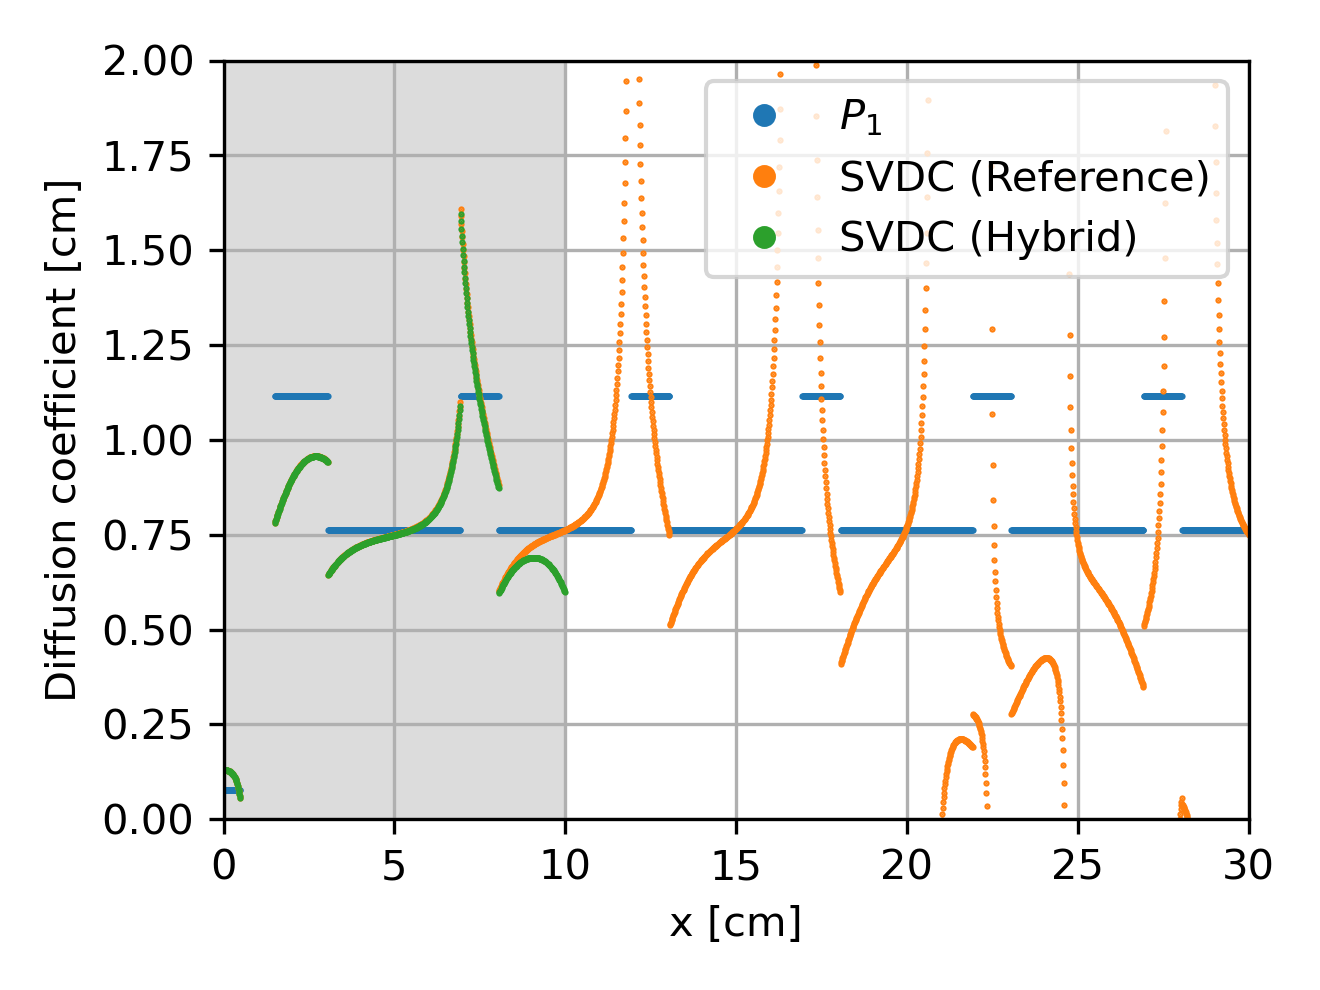 2.00
1.75
1.50
1.25
1.00
0.75
0.50
0.25
0.00
Diffusion coefficient [cm]
P₁
SVDC (Reference)
SVDC (Hybrid)
0 5 10 15 20 25 30
x [cm]